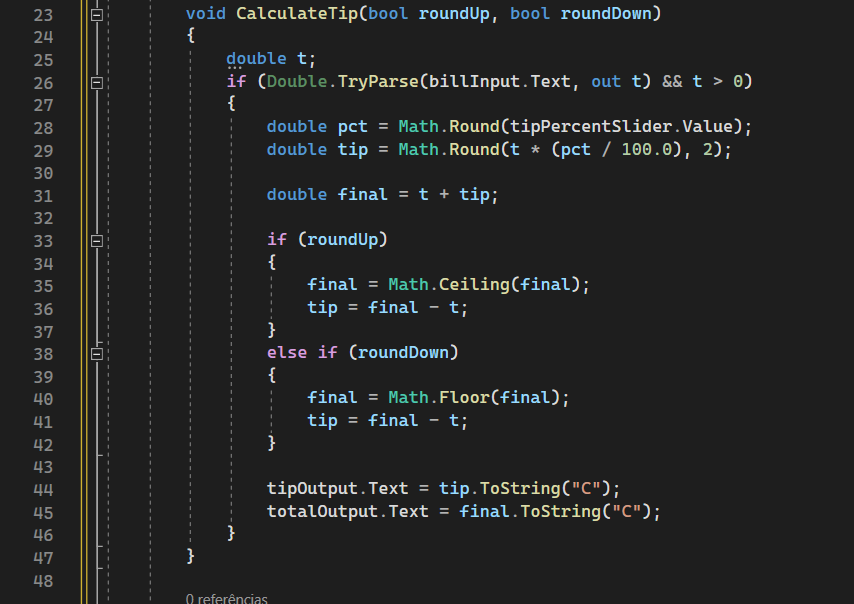 23 void CalculateTip(bool roundUp, bool roundDown)
24 {
25 double t;
26 if (Double.TryParse(billInput.Text, out t) && t > 0)
27 {
28 double pct = Math.Round(tipPercentSlider.Value);
29 double tip = Math.Round(t * (pct / 100.0), 2);
30
31 double final = t + tip;
32
33 if (roundUp)
34 {
35 final = Math.Ceiling(final);
36 tip = final - t;
37 }
38 else if (roundDown)
39 {
40 final = Math.Floor(final);
41 tip = final - t;
42 }
43
44 tipOutput.Text = tip.ToString("C");
45 totalOutput.Text = final.ToString("C");
46 }
47 }
48
0 referências